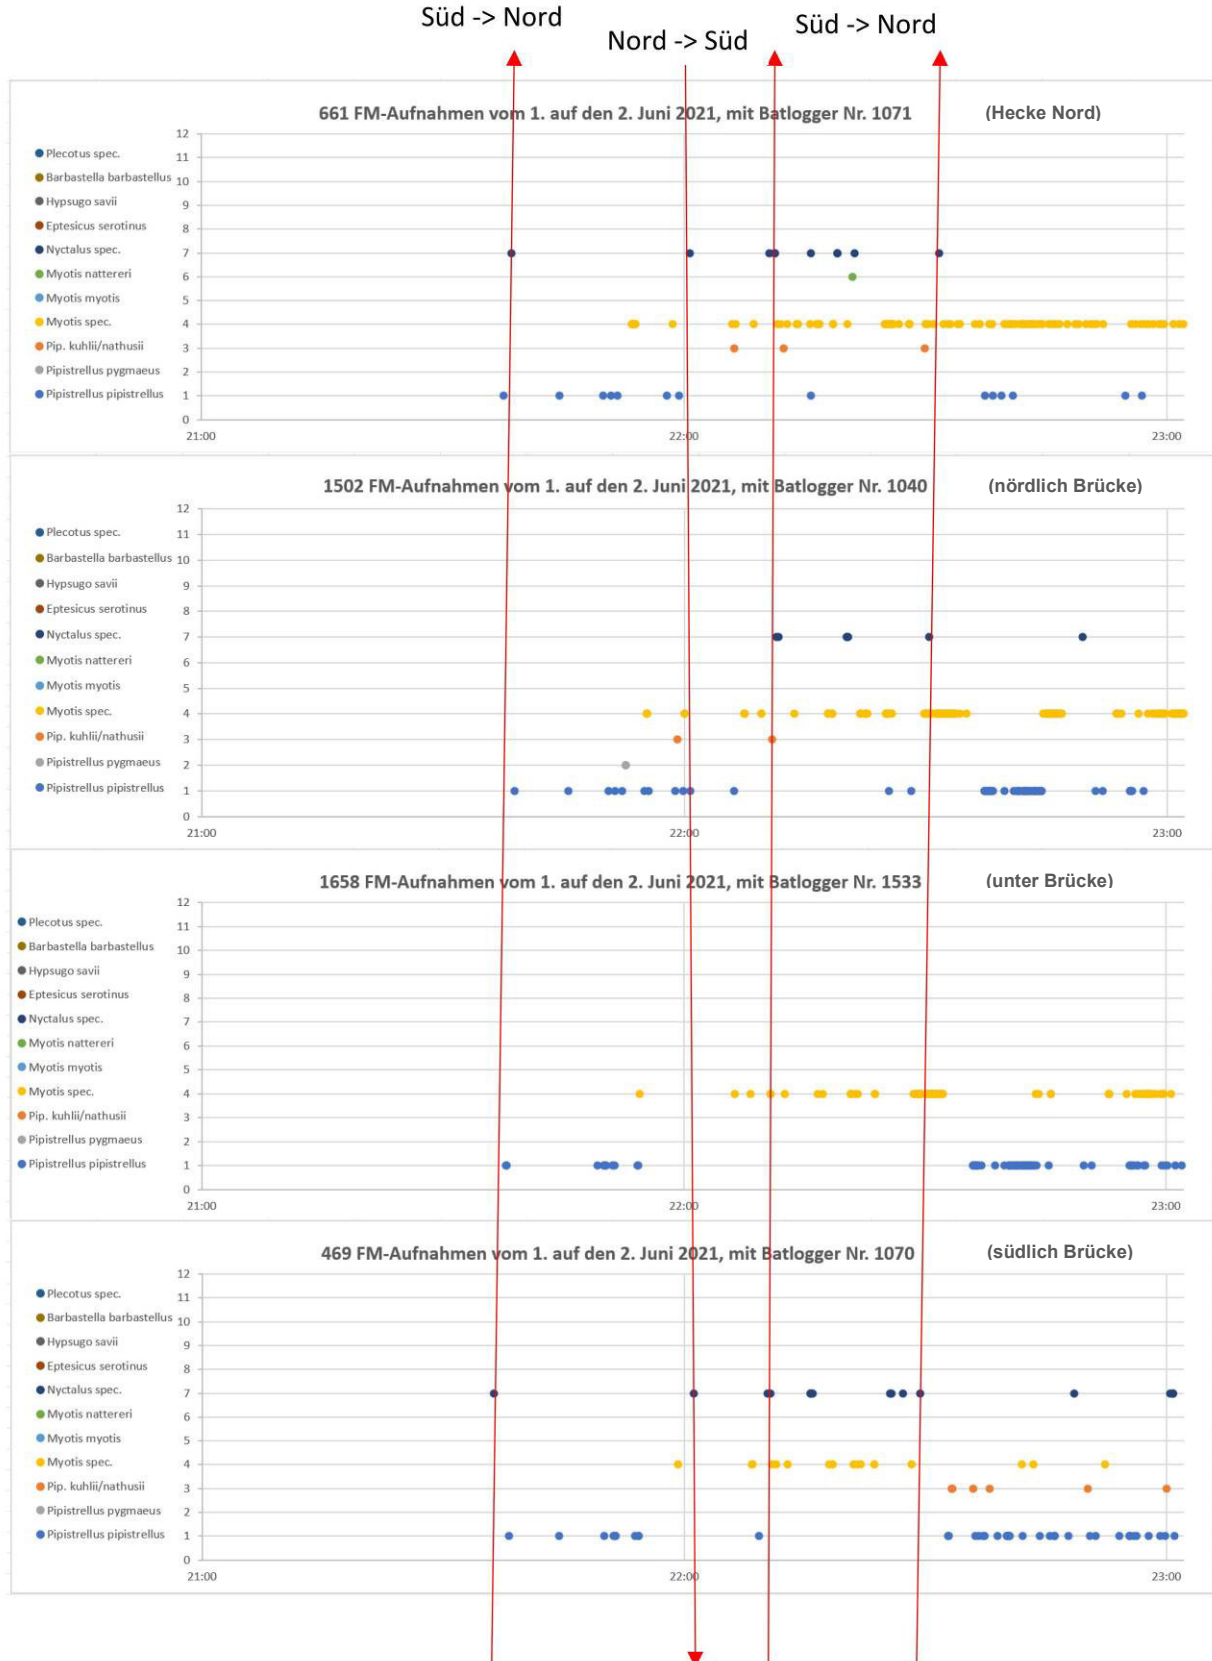 Süd -> Nord
Nord -> Süd
Süd -> Nord
661 FM-Aufnahmen vom 1. auf den 2. Juni 2021, mit Batlogger Nr. 1071
(Hecke Nord)
Plecotus spec.
Barbastella barbastellus
Hypsugo savii
Eptesicus serotinus
Nyctalus spec.
Myotis nattereri
Myotis myotis
Myotis spec.
Pip. kuhlii/nathusii
Pipistrellus pygmaeus
Pipistrellus pipistrellus
12
11
10
9
8
7
6
5
4
3
2
1
0
21:00
22:00
23:00
1502 FM-Aufnahmen vom 1. auf den 2. Juni 2021, mit Batlogger Nr. 1040
(nördlich Brücke)
Plecotus spec.
Barbastella barbastellus
Hypsugo savii
Eptesicus serotinus
Nyctalus spec.
Myotis nattereri
Myotis myotis
Myotis spec.
Pip. kuhlii/nathusii
Pipistrellus pygmaeus
Pipistrellus pipistrellus
12
11
10
9
8
7
6
5
4
3
2
1
0
21:00
22:00
23:00
1658 FM-Aufnahmen vom 1. auf den 2. Juni 2021, mit Batlogger Nr. 1533
(unter Brücke)
Plecotus spec.
Barbastella barbastellus
Hypsugo savii
Eptesicus serotinus
Nyctalus spec.
Myotis nattereri
Myotis myotis
Myotis spec.
Pip. kuhlii/nathusii
Pipistrellus pygmaeus
Pipistrellus pipistrellus
12
11
10
9
8
7
6
5
4
3
2
1
0
21:00
22:00
23:00
469 FM-Aufnahmen vom 1. auf den 2. Juni 2021, mit Batlogger Nr. 1070
(südlich Brücke)
Plecotus spec.
Barbastella barbastellus
Hypsugo savii
Eptesicus serotinus
Nyctalus spec.
Myotis nattereri
Myotis myotis
Myotis spec.
Pip. kuhlii/nathusii
Pipistrellus pygmaeus
Pipistrellus pipistrellus
12
11
10
9
8
7
6
5
4
3
2
1
0
21:00
22:00
23:00